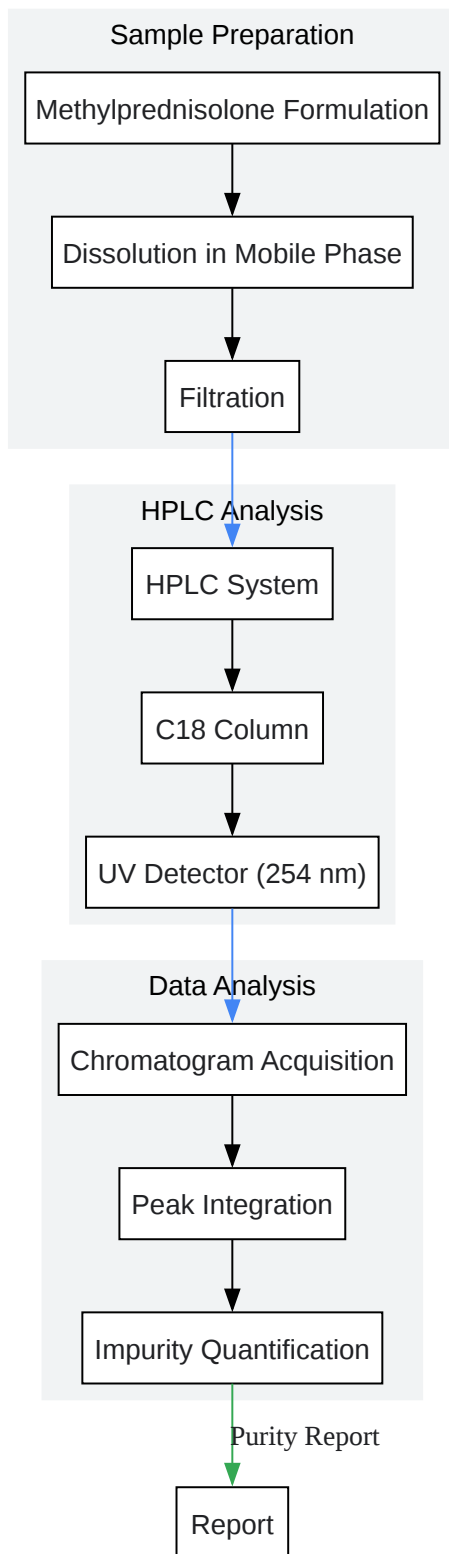 Sample Preparation
Methylprednisolone Formulation
Dissolution in Mobile Phase
Filtration
HPLC Analysis
HPLC System
C18 Column
UV Detector (254 nm)
Data Analysis
Chromatogram Acquisition
Peak Integration
Impurity Quantification
Purity Report
Report